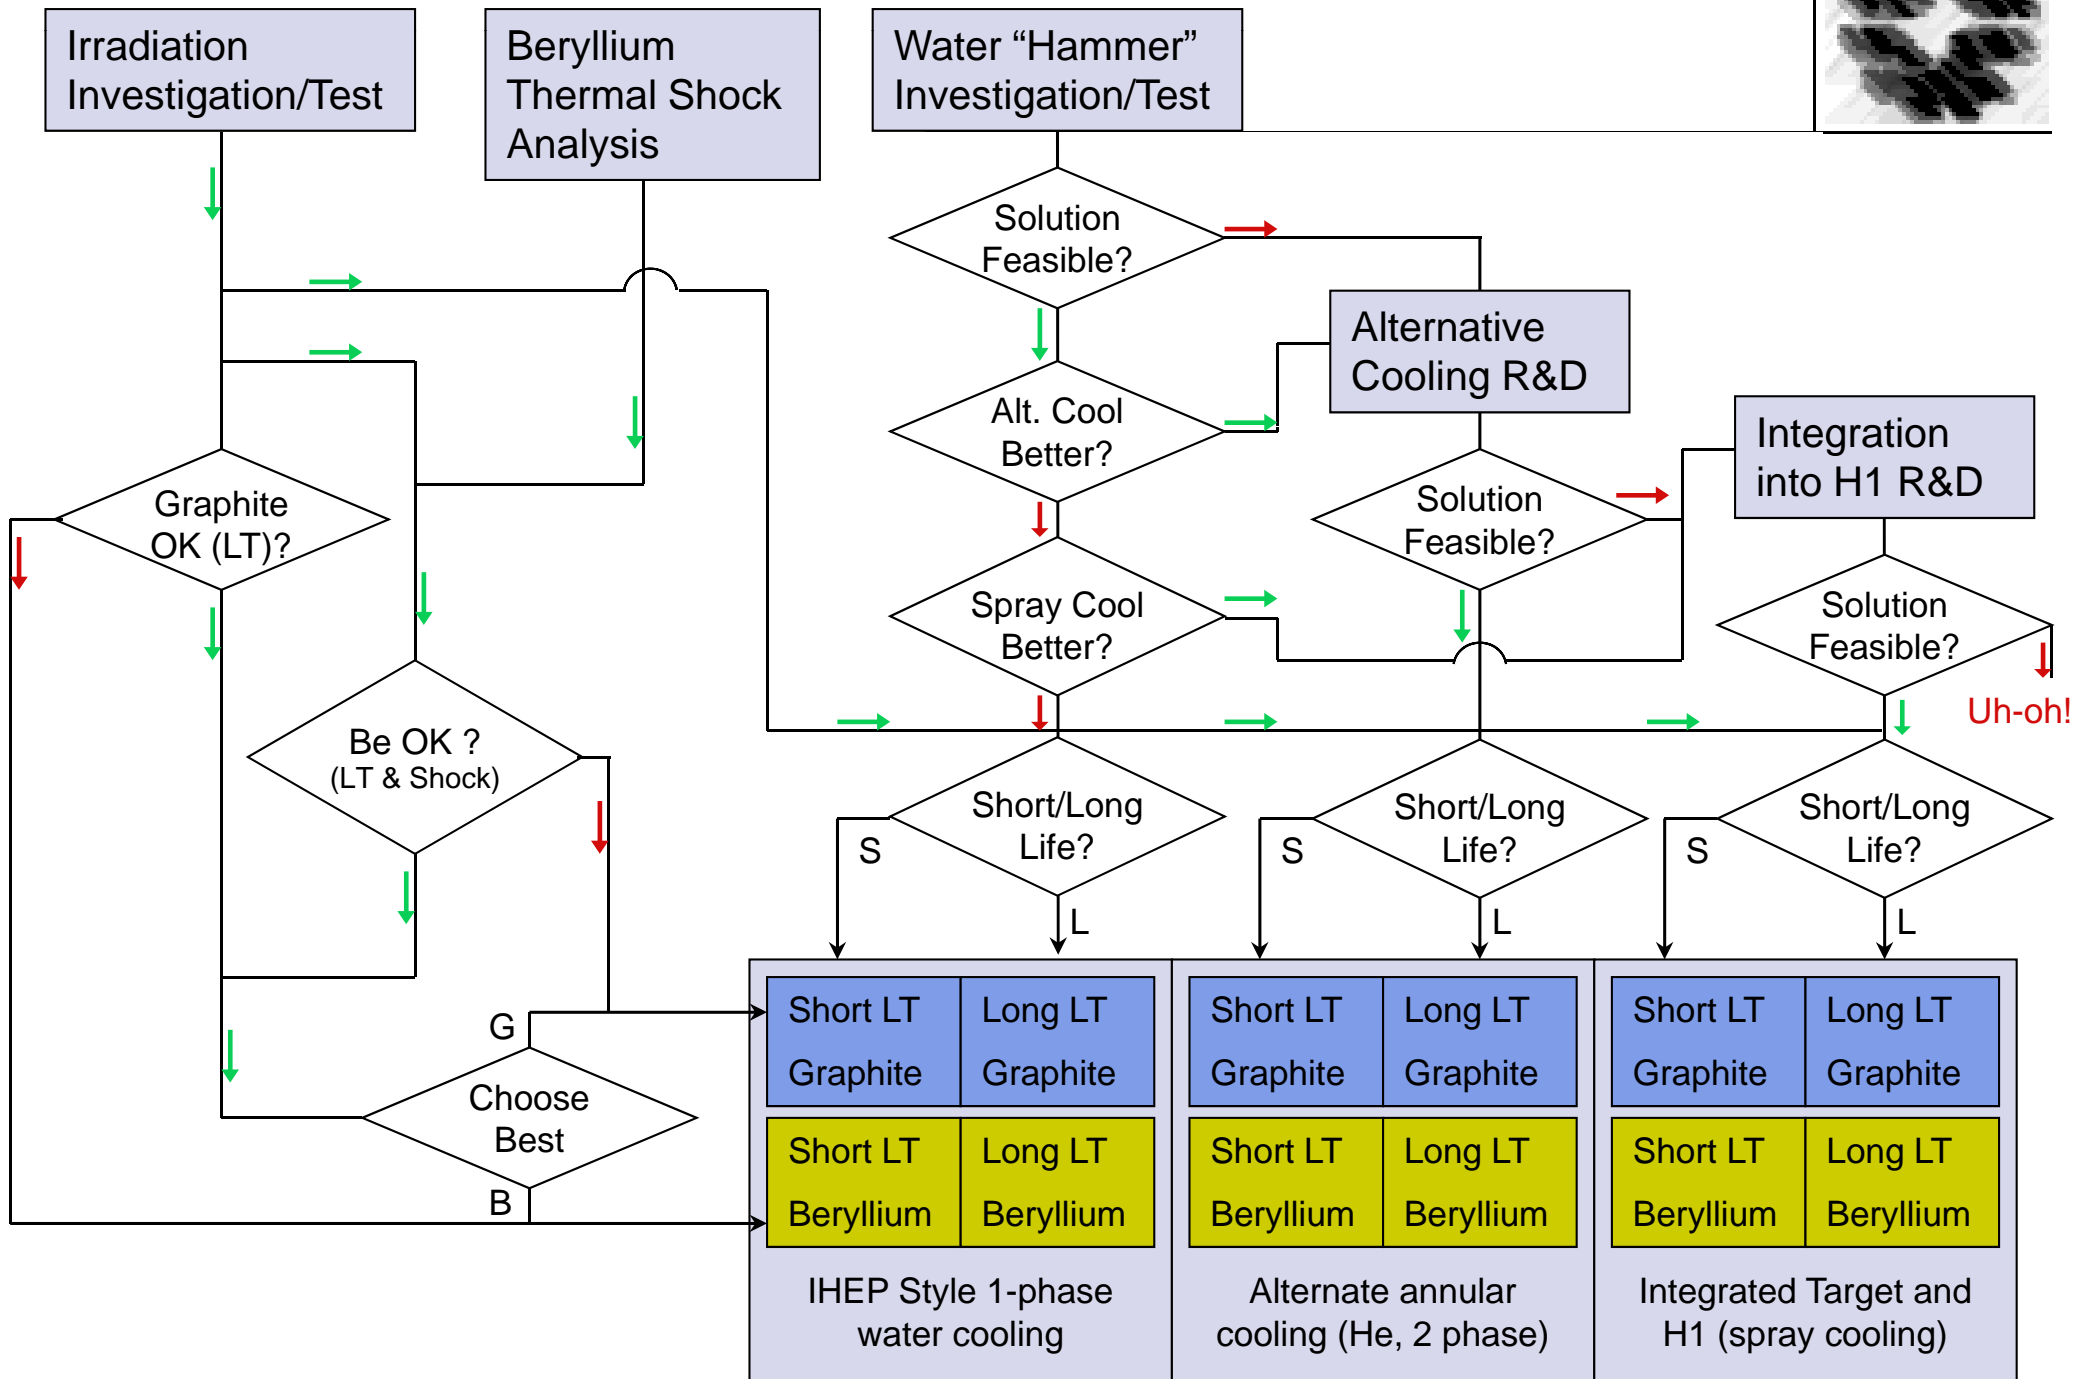 Irradiation
Investigation/Test
Beryllium
Thermal Shock
Analysis
Water “Hammer”
Investigation/Test
Solution
Feasible?
Alternative
Cooling R&D
Alt. Cool
Better?
Integration
into H1 R&D
Graphite
OK (LT)?
Solution
Feasible?
Spray Cool
Better?
Solution
Feasible?
Uh-oh!
Be OK ?
(LT & Shock)
Short/Long
Life?
S
L
Short/Long
Life?
S
L
Short/Long
Life?
S
L
G
Choose
Best
B
Short LT
Graphite
Long LT
Graphite
Short LT
Graphite
Long LT
Graphite
Short LT
Graphite
Long LT
Graphite
Short LT
Beryllium
Long LT
Beryllium
Short LT
Beryllium
Long LT
Beryllium
Short LT
Beryllium
Long LT
Beryllium
IHEP Style 1-phase
water cooling
Alternate annular
cooling (He, 2 phase)
Integrated Target and
H1 (spray cooling)